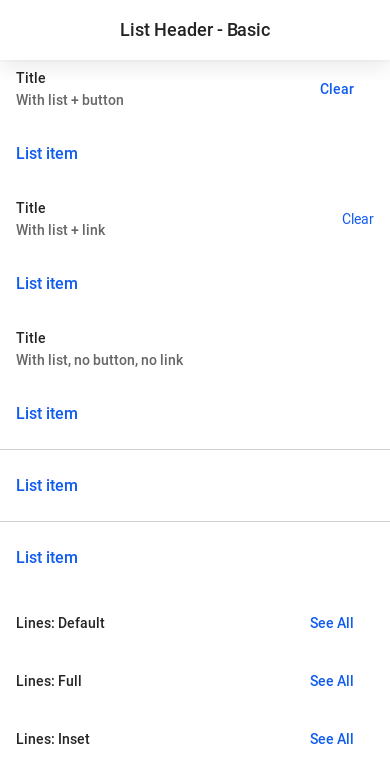 List Header - Basic
Title
With list + button
Clear
List item
Title
With list + link
Clear
List item
Title
With list, no button, no link
List item
List item
List item
Lines: Default
See All
Lines: Full
See All
Lines: Inset
See All